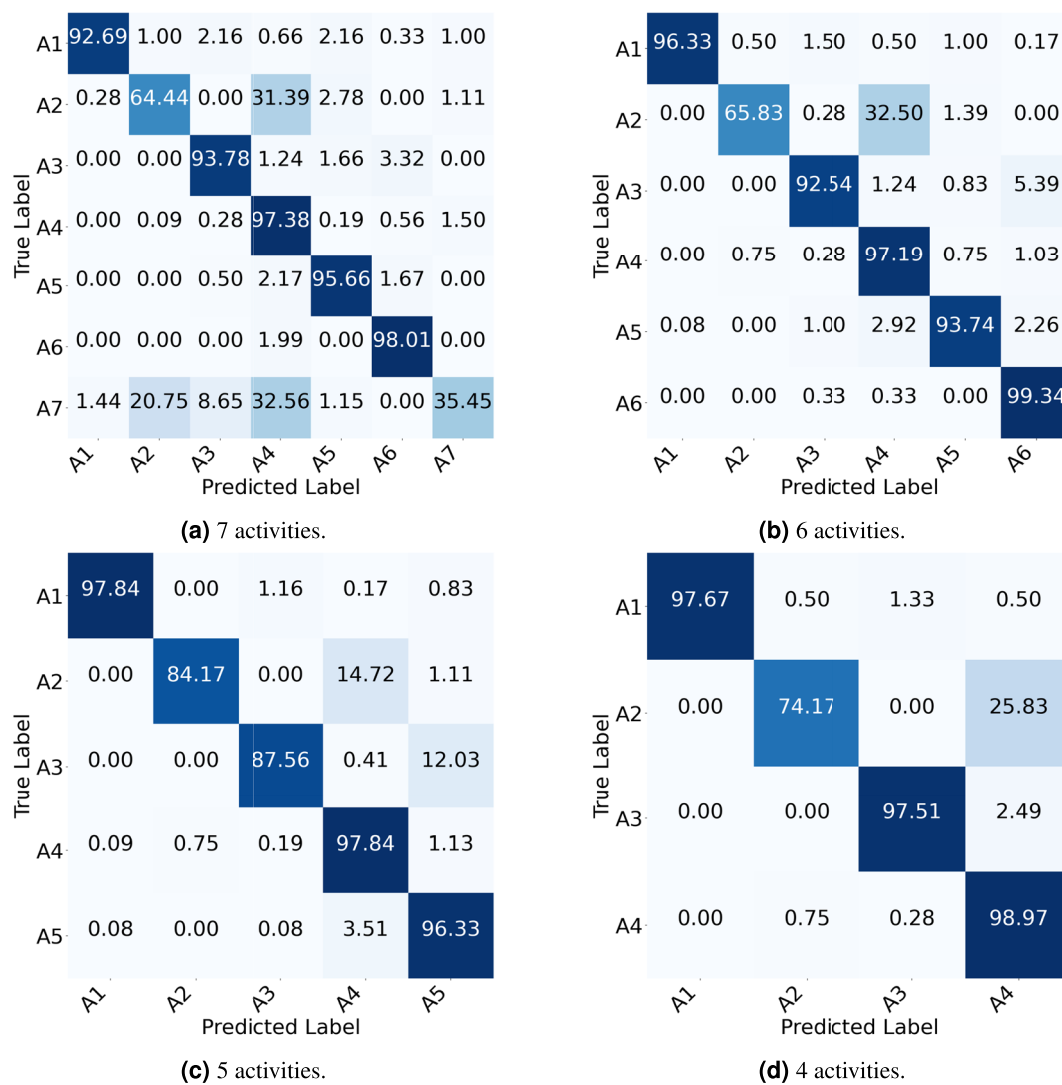 A1 92.69 1.00 2.16 0.66 2.16 0.33 1.00
A2 0.28 64.44 0.00 31.39 2.78 0.00 1.11
A3 0.00 0.00 93.78 1.24 1.66 3.32 0.00
A4 0.00 0.09 0.28 97.38 0.19 0.56 1.50
A5 0.00 0.00 0.50 2.17 95.66 1.67 0.00
A6 0.00 0.00 0.00 1.99 0.00 98.01 0.00
A7 1.44 20.75 8.65 32.56 1.15 0.00 35.45
True Label
A1 A2 A3 A4 A5 A6 A7
Predicted Label
(a) 7 activities.
A1 96.33 0.50 1.50 0.50 1.00 0.17
A2 0.00 65.83 0.28 32.50 1.39 0.00
A3 0.00 0.00 92.54 1.24 0.83 5.39
A4 0.00 0.75 0.28 97.19 0.75 1.03
A5 0.08 0.00 1.00 2.92 93.74 2.26
A6 0.00 0.00 0.33 0.33 0.00 99.34
True Label
A1 A2 A3 A4 A5 A6
Predicted Label
(b) 6 activities.
A1 97.84 0.00 1.16 0.17 0.83
A2 0.00 84.17 0.00 14.72 1.11
A3 0.00 0.00 87.56 0.41 12.03
A4 0.09 0.75 0.19 97.84 1.13
A5 0.08 0.00 0.08 3.51 96.33
True Label
A1 A2 A3 A4 A5
Predicted Label
(c) 5 activities.
A1 97.67 0.50 1.33 0.50
A2 0.00 74.17 0.00 25.83
A3 0.00 0.00 97.51 2.49
A4 0.00 0.75 0.28 98.97
True Label
A1 A2 A3 A4
Predicted Label
(d) 4 activities.